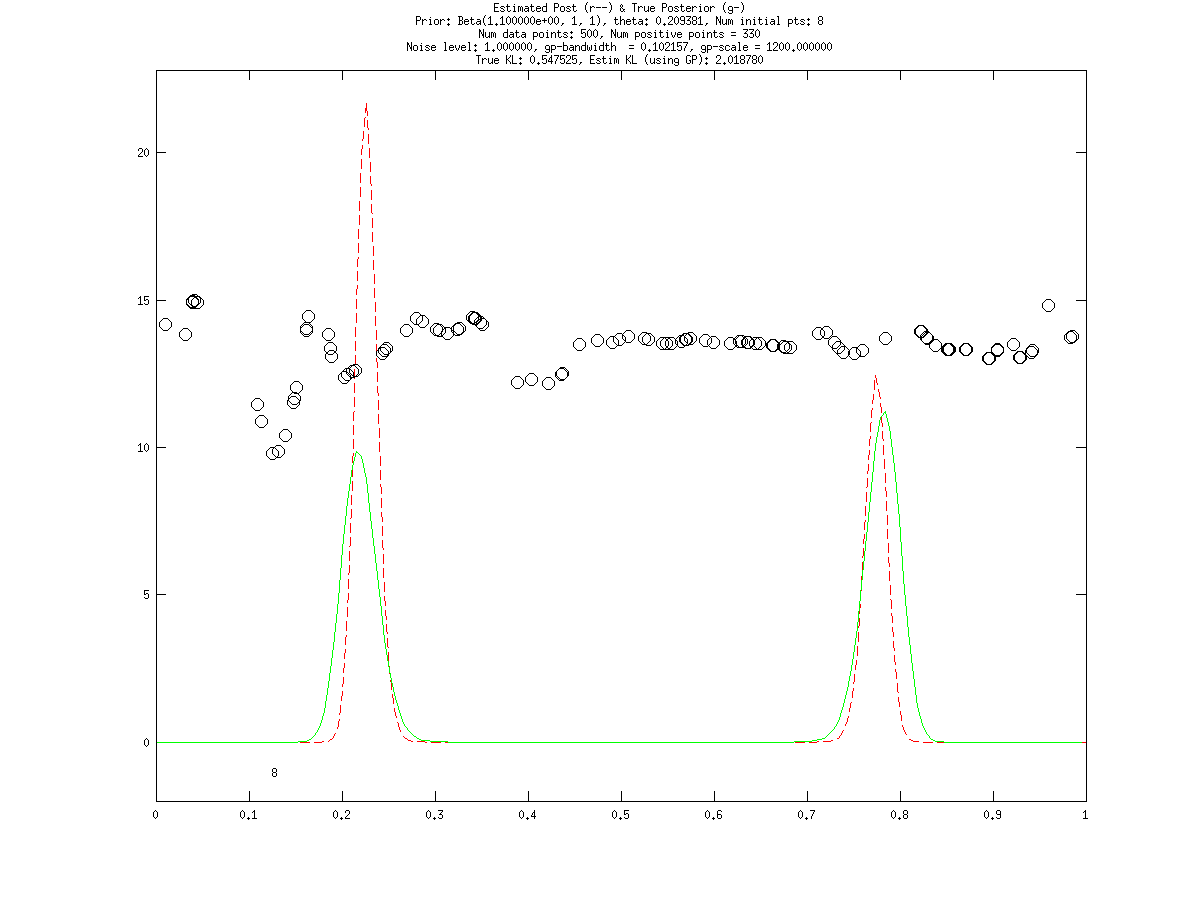 Estimated Post (r--) & True Posterior (g-)
Prior: Beta(1.100000e+00, 1, 1), theta: 0.209381, Num initial pts: 8
Num data points: 500, Num positive points = 330
Noise level: 1.000000, gp-bandwidth  = 0.102157, gp-scale = 1200.000000
True KL: 0.547525, Estim KL (using GP): 2.018780
20
15
10
5
0
8
0 0.1 0.2 0.3 0.4 0.5 0.6 0.7 0.8 0.9 1